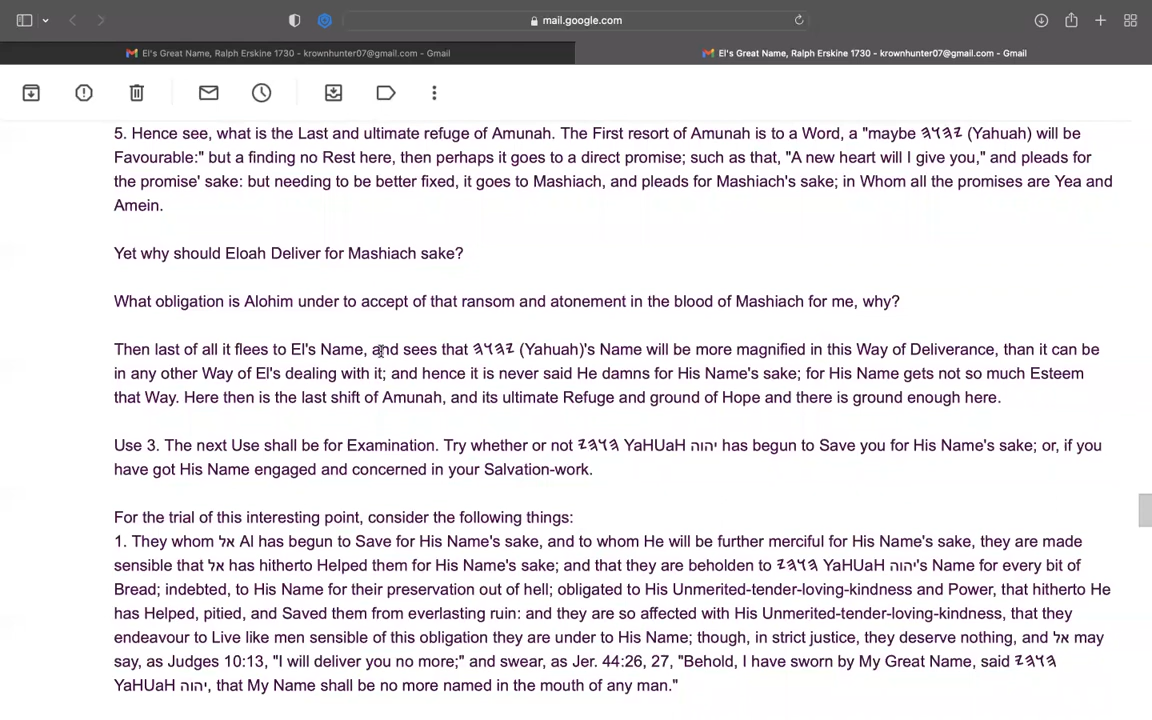 mail.google.com
El's Great Name, Ralph Erskine 1730 - krownhunter07@gmail.com - Gmail
El's Great Name, Ralph Erskine 1730 - krownhunter07@gmail.com - Gmail
5. Hence see, what is the Last and ultimate refuge of Amunah. The First resort of Amunah is to a Word, a "maybe 𐤄𐤅𐤄𐤉 (Yahuah) will be
Favourable:" but a finding no Rest here, then perhaps it goes to a direct promise; such as that, "A new heart will I give you," and pleads for
the promise' sake: but needing to be better fixed, it goes to Mashiach, and pleads for Mashiach's sake; in Whom all the promises are Yea and
Amein.
Yet why should Eloah Deliver for Mashiach sake?
What obligation is Alohim under to accept of that ransom and atonement in the blood of Mashiach for me, why?
Then last of all it flees to El's Name, and sees that 𐤄𐤅𐤄𐤉 (Yahuah)'s Name will be more magnified in this Way of Deliverance, than it can be
in any other Way of El's dealing with it; and hence it is never said He damns for His Name's sake; for His Name gets not so much Esteem
that Way. Here then is the last shift of Amunah, and its ultimate Refuge and ground of Hope and there is ground enough here.
Use 3. The next Use shall be for Examination. Try whether or not 𐤉𐤄𐤅𐤄 YaHUaH יהוה has begun to Save you for His Name's sake; or, if you
have got His Name engaged and concerned in your Salvation-work.
For the trial of this interesting point, consider the following things:
1. They whom אל Al has begun to Save for His Name's sake, and to whom He will be further merciful for His Name's sake, they are made
sensible that אל has hitherto Helped them for His Name's sake; and that they are beholden to 𐤉𐤄𐤅𐤄 YaHUaH יהוה's Name for every bit of
Bread; indebted, to His Name for their preservation out of hell; obligated to His Unmerited-tender-loving-kindness and Power, that hitherto He
has Helped, pitied, and Saved them from everlasting ruin: and they are so affected with His Unmerited-tender-loving-kindness, that they
endeavour to Live like men sensible of this obligation they are under to His Name; though, in strict justice, they deserve nothing, and אל may
say, as Judges 10:13, "I will deliver you no more;" and swear, as Jer. 44:26, 27, "Behold, I have sworn by My Great Name, said 𐤉𐤄𐤅𐤄
YaHUaH יהוה, that My Name shall be no more named in the mouth of any man."